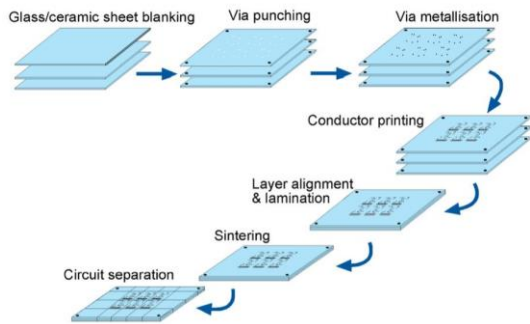 Glass/ceramic sheet blanking
Via punching
Via metallisation
Conductor printing
Layer alignment
& lamination
Sintering
Circuit separation